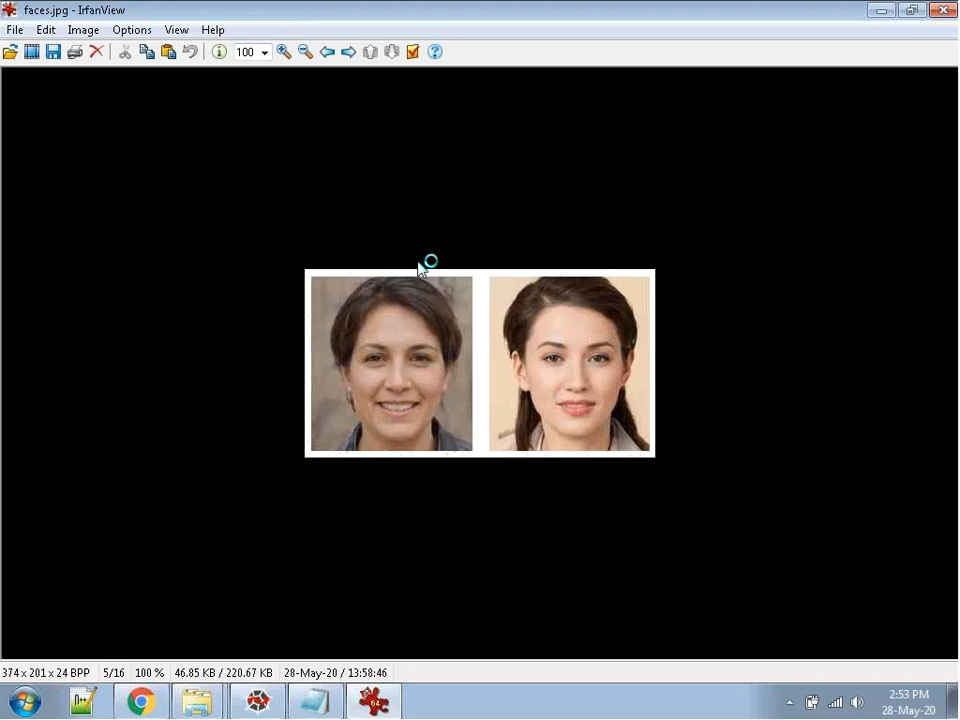 faces.jpg - IrfanView
File Edit Image Options View Help
100
374 x 201 x 24 BPP 5/16 100 % 46.85 KB / 220.67 KB 28-May-20 / 13:58:46
n++ 64 2:53 PM
28-May-20